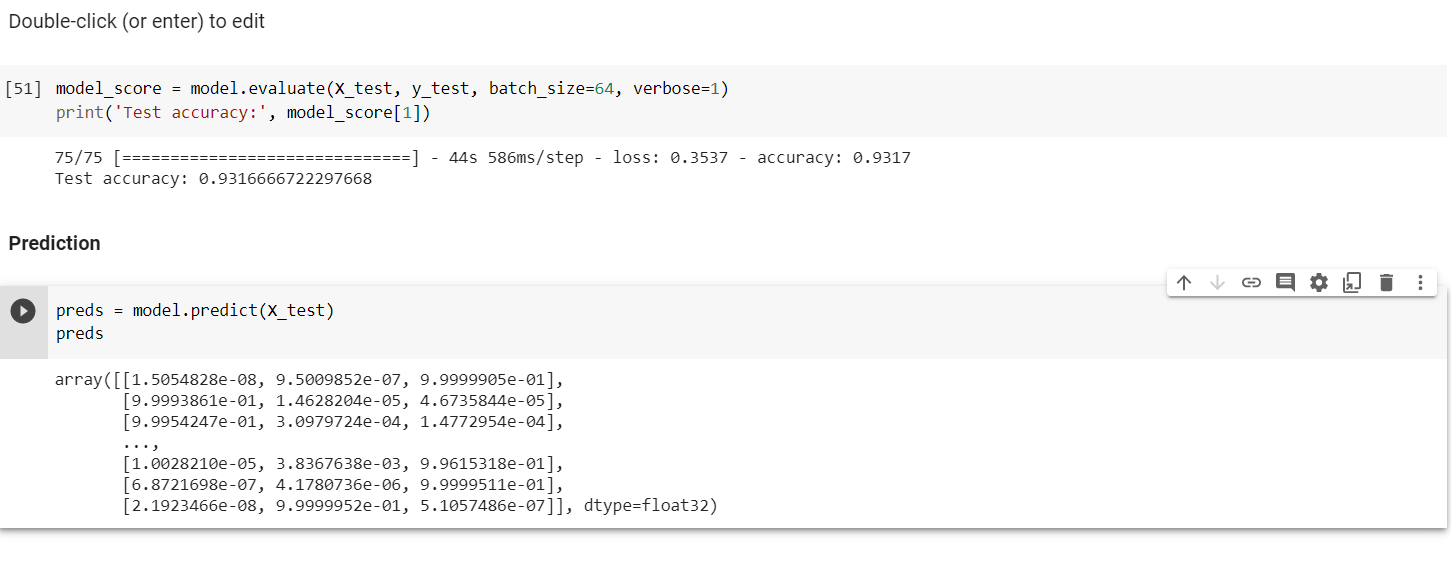 Double-click (or enter) to edit
[51] model_score = model.evaluate(X_test, y_test, batch_size=64, verbose=1)
print('Test accuracy:', model_score[1])
75/75 [==============================] - 44s 586ms/step - loss: 0.3537 - accuracy: 0.9317
Test accuracy: 0.9316666722297668
Prediction
preds = model.predict(X_test)
preds
array([[1.5054828e-08, 9.5009852e-07, 9.9999905e-01],
[9.9993861e-01, 1.4628204e-05, 4.6735844e-05],
[9.9954247e-01, 3.0979724e-04, 1.4772954e-04],
...,
[1.0028210e-05, 3.8367638e-03, 9.9615318e-01],
[6.8721698e-07, 4.1780736e-06, 9.9999511e-01],
[2.1923466e-08, 9.9999952e-01, 5.1057486e-07]], dtype=float32)